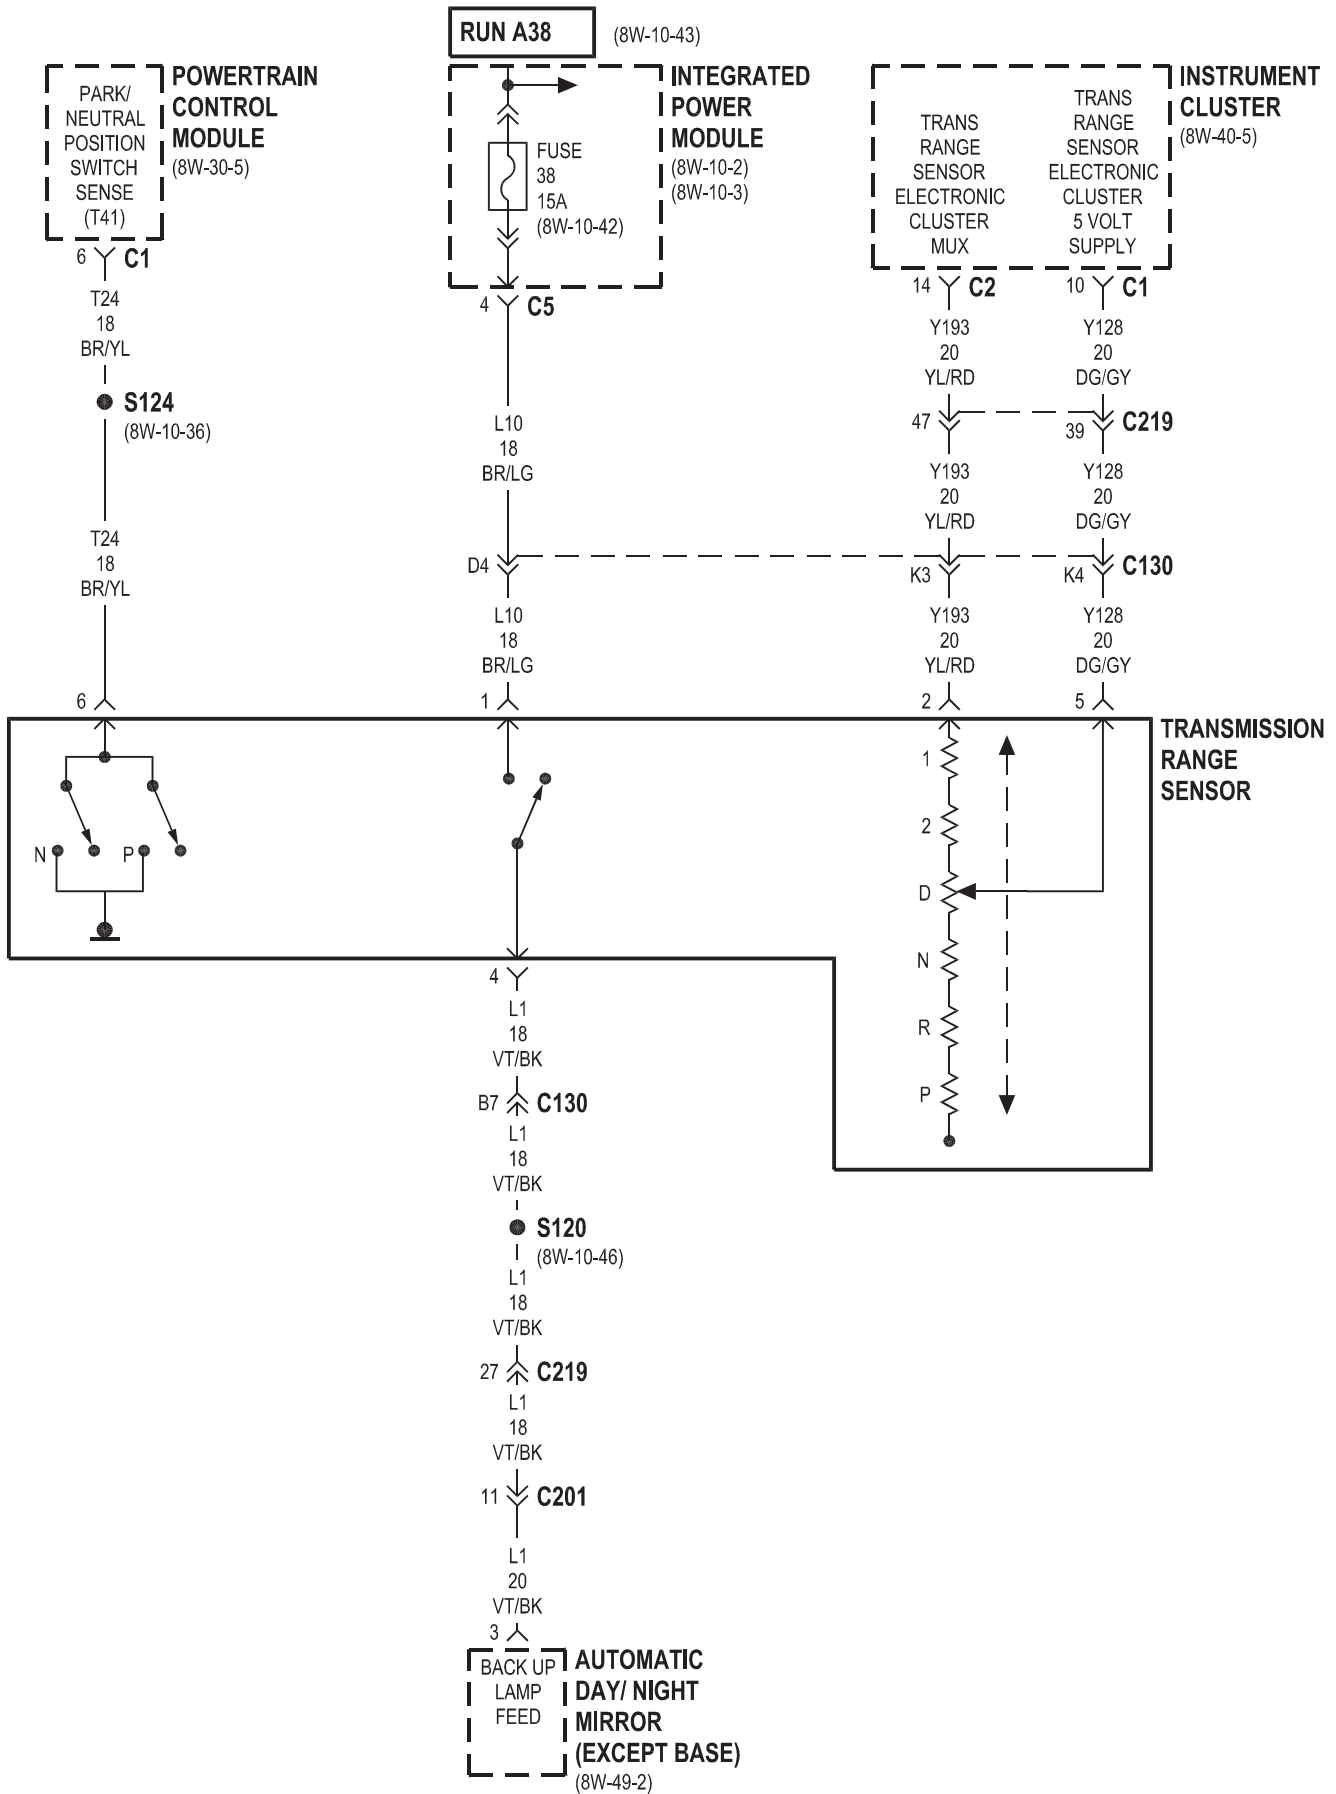 RUN A38
(8W-10-43)
PARK/
NEUTRAL
POSITION
SWITCH
SENSE
(T41)
POWERTRAIN
CONTROL
MODULE
(8W-30-5)
FUSE
38
15A
(8W-10-42)
INTEGRATED
POWER
MODULE
(8W-10-2)
(8W-10-3)
TRANS
RANGE
SENSOR
ELECTRONIC
CLUSTER
MUX
TRANS
RANGE
SENSOR
ELECTRONIC
CLUSTER
5 VOLT
SUPPLY
INSTRUMENT
CLUSTER
(8W-40-5)
6 C1
4 C5
14 C2
10 C1
T24
18
BR/YL
S124
(8W-10-36)
T24
18
BR/YL
6
L10
18
BR/LG
D4
L10
18
BR/LG
1
Y193
20
YL/RD
47
Y193
20
YL/RD
K3
Y193
20
YL/RD
2
Y128
20
DG/GY
39 C219
Y128
20
DG/GY
K4 C130
Y128
20
DG/GY
5
TRANSMISSION
RANGE
SENSOR
N P
1
2
D
N
R
P
4
L1
18
VT/BK
B7 C130
L1
18
VT/BK
S120
(8W-10-46)
L1
18
VT/BK
27 C219
L1
18
VT/BK
11 C201
L1
20
VT/BK
3
BACK UP
LAMP
FEED
AUTOMATIC
DAY/ NIGHT
MIRROR
(EXCEPT BASE)
(8W-49-2)